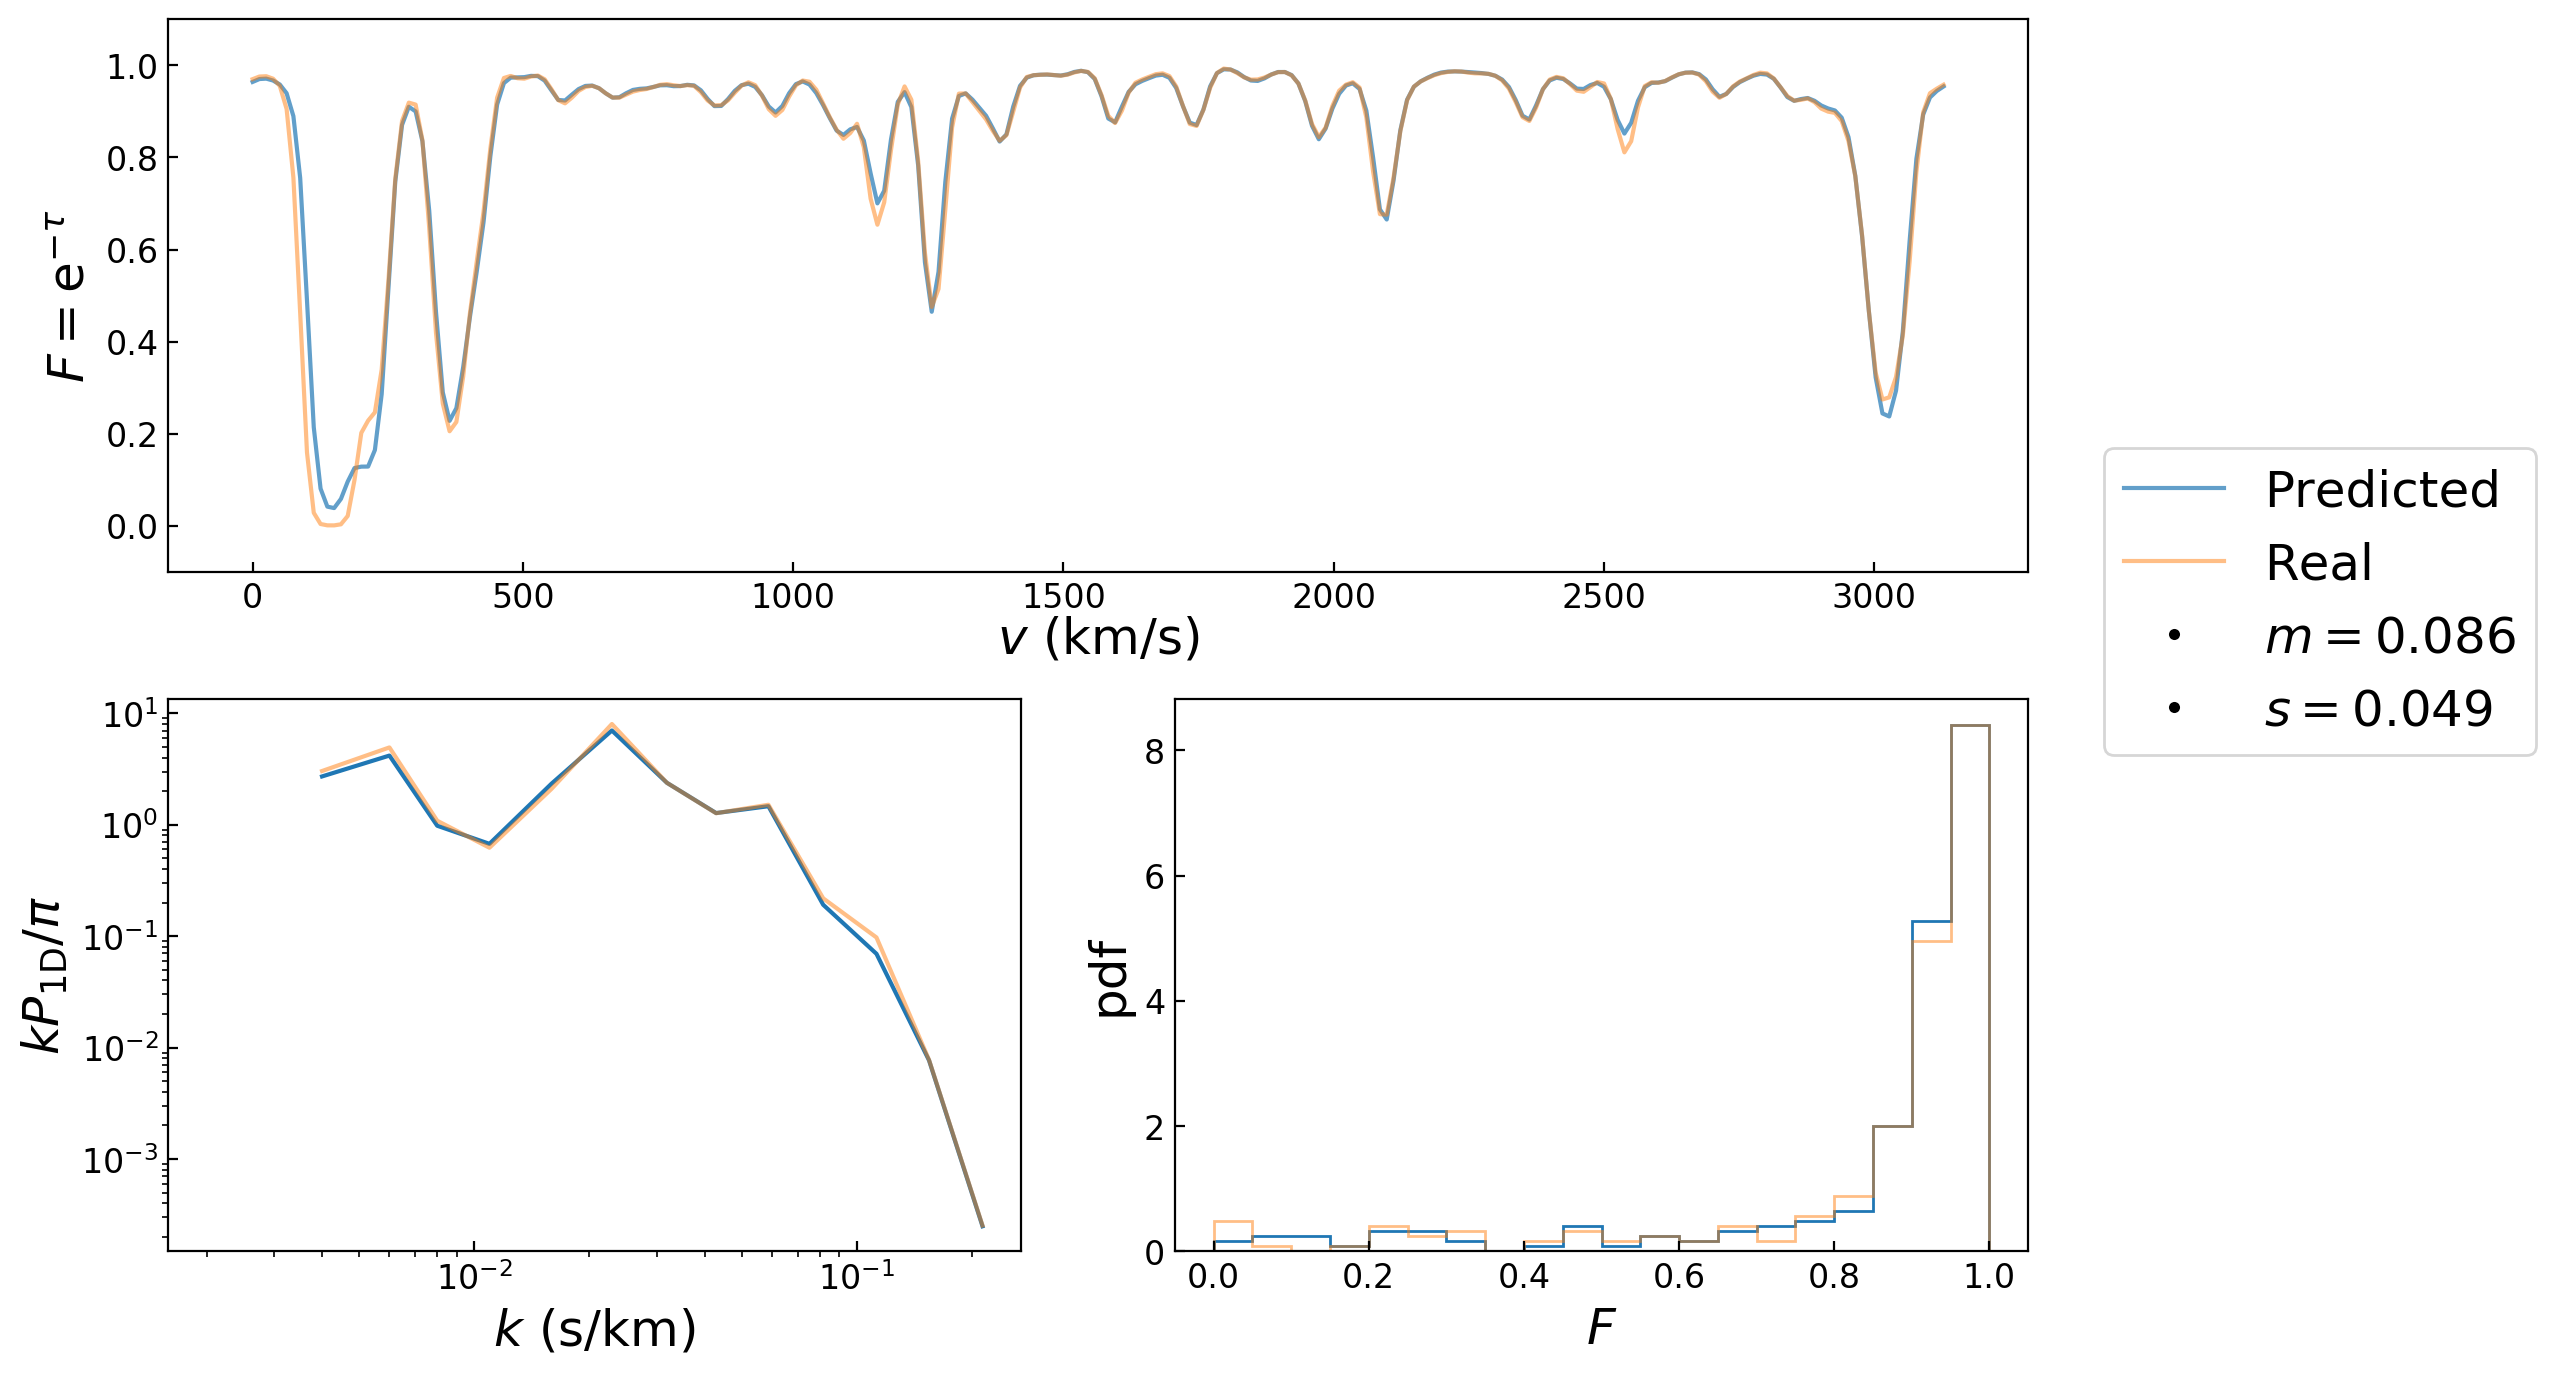 F = e^{-τ}
1.0
0.8
0.6
0.4
0.2
0.0
0 500 1000 1500 2000 2500 3000
v (km/s)
Predicted
Real
m = 0.086
s = 0.049
kP_{1D}/π
10^1
10^0
10^{-1}
10^{-2}
10^{-3}
10^{-2} 10^{-1}
k (s/km)
pdf
8
6
4
2
0
0.0 0.2 0.4 0.6 0.8 1.0
F